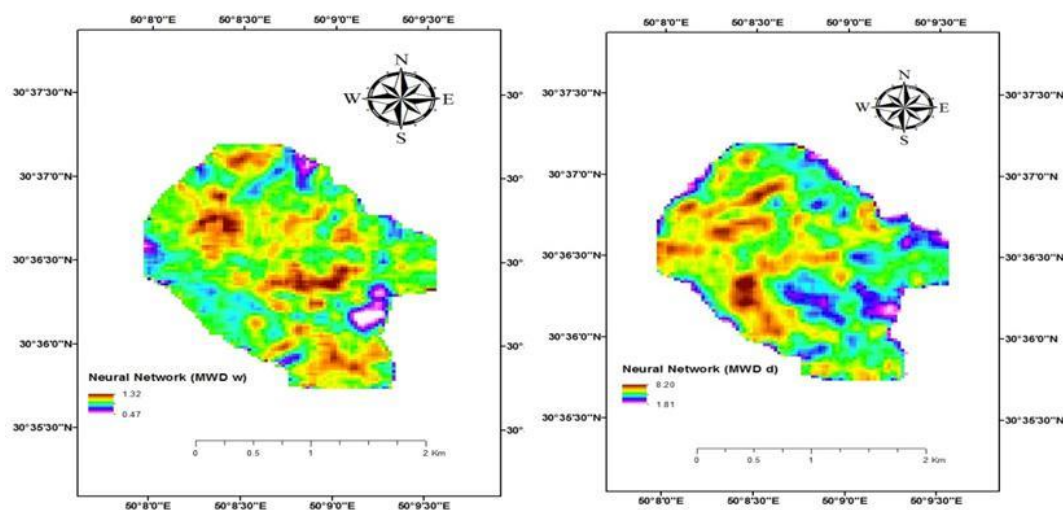 50°8'0"E 50°8'30"E 50°9'0"E 50°9'30"E
50°8'0"E 50°8'30"E 50°9'0"E 50°9'30"E
N
W E
S
N
W E
S
30°37'30"N
30°37'0"N
30°36'30"N
30°36'0"N
30°35'30"N
30°
30°
30°
30°
30°
30°37'30"N
30°37'0"N
30°36'30"N
30°36'0"N
30°35'30"N
30°37'30"N
30°37'0"N
30°36'30"N
30°36'0"N
30°35'30"N
Neural Network (MWD w)
1.32
0.47
0 0.5 1 2 Km
Neural Network (MWD d)
8.20
1.81
0 0.5 1 2 Km
50°8'0"E 50°8'30"E 50°9'0"E 50°9'30"E
50°8'0"E 50°8'30"E 50°9'0"E 50°9'30"E